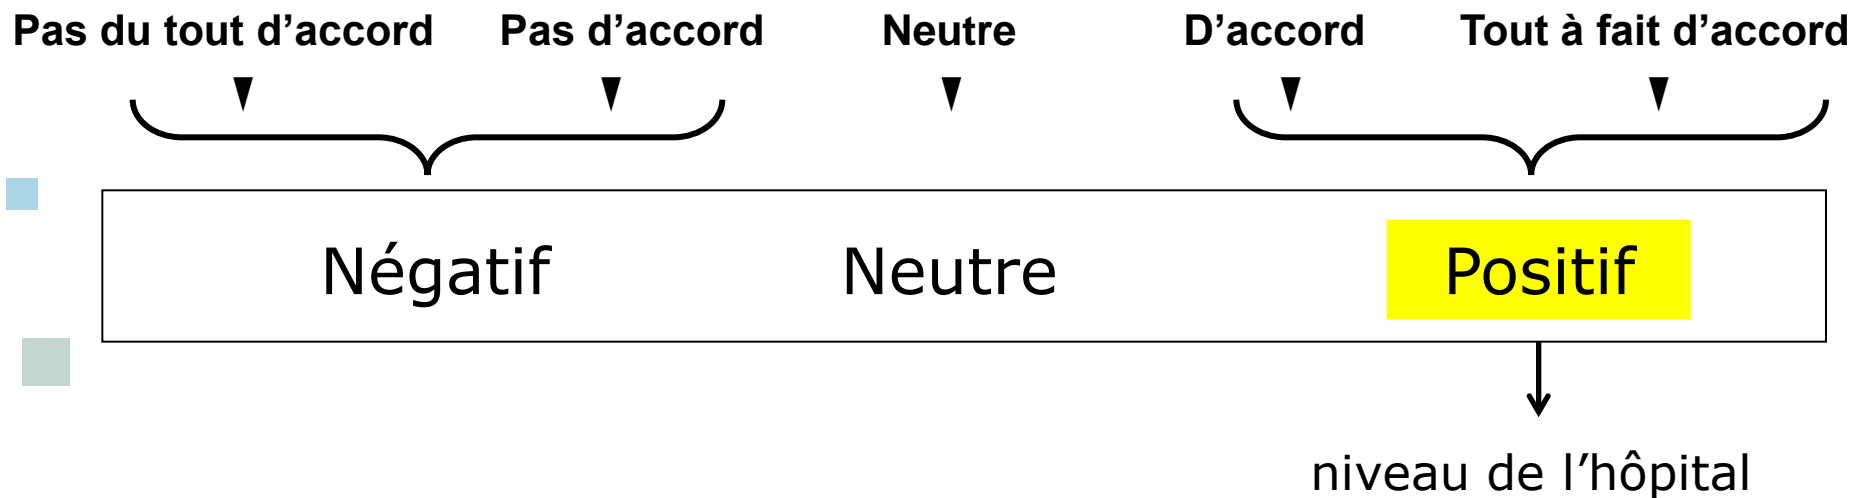 Pas du tout d’accord Pas d’accord Neutre D’accord Tout à fait d’accord
Négatif Neutre Positif
niveau de l’hôpital